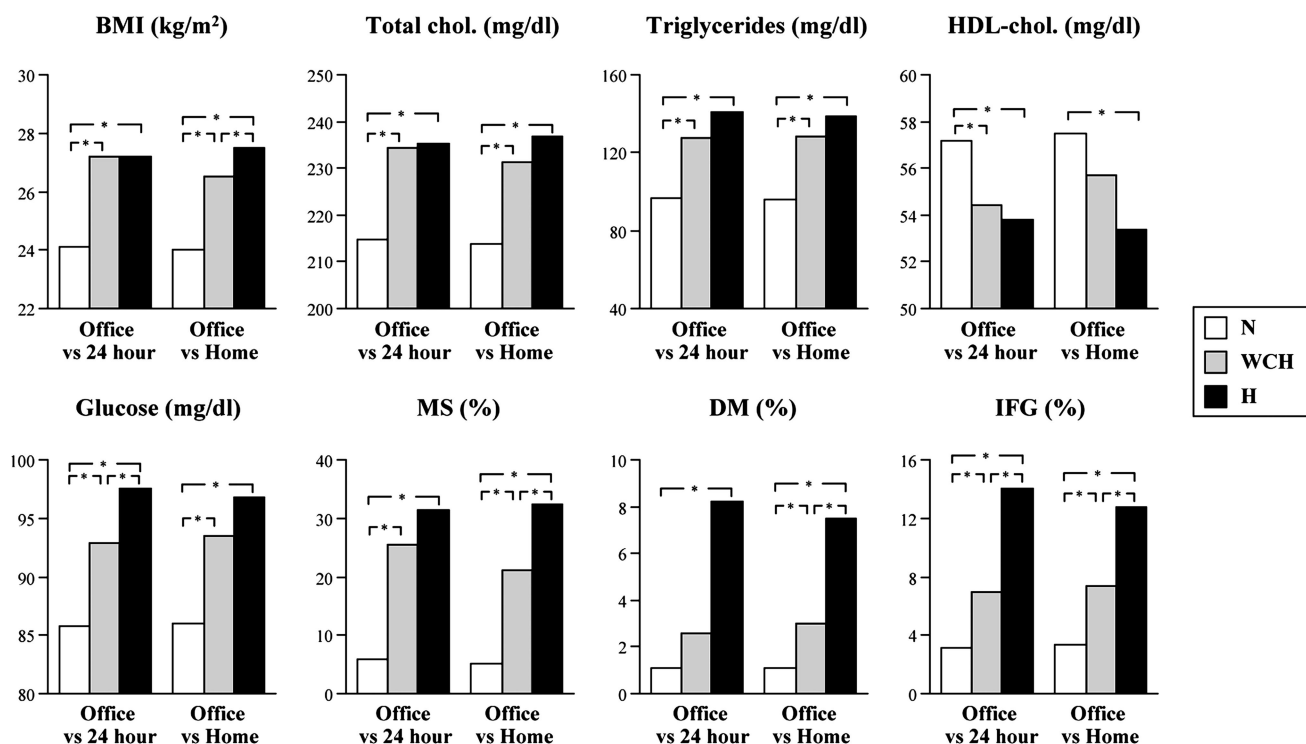 BMI (kg/m²)
Total chol. (mg/dl)
Triglycerides (mg/dl)
HDL-chol. (mg/dl)
30
28
26
24
22
* * * * *
Office
vs 24 hour
Office
vs Home
250
240
230
220
210
200
* * * *
Office
vs 24 hour
Office
vs Home
160
120
80
40
* * * *
Office
vs 24 hour
Office
vs Home
60
58
56
54
52
50
* * *
Office
vs 24 hour
Office
vs Home
N
WCH
H
Glucose (mg/dl)
MS (%)
DM (%)
IFG (%)
100
95
90
85
80
* * * * *
Office
vs 24 hour
Office
vs Home
40
30
20
10
0
* * * * *
Office
vs 24 hour
Office
vs Home
10
8
6
4
2
0
* * * *
Office
vs 24 hour
Office
vs Home
16
12
8
4
0
* * * * * *
Office
vs 24 hour
Office
vs Home